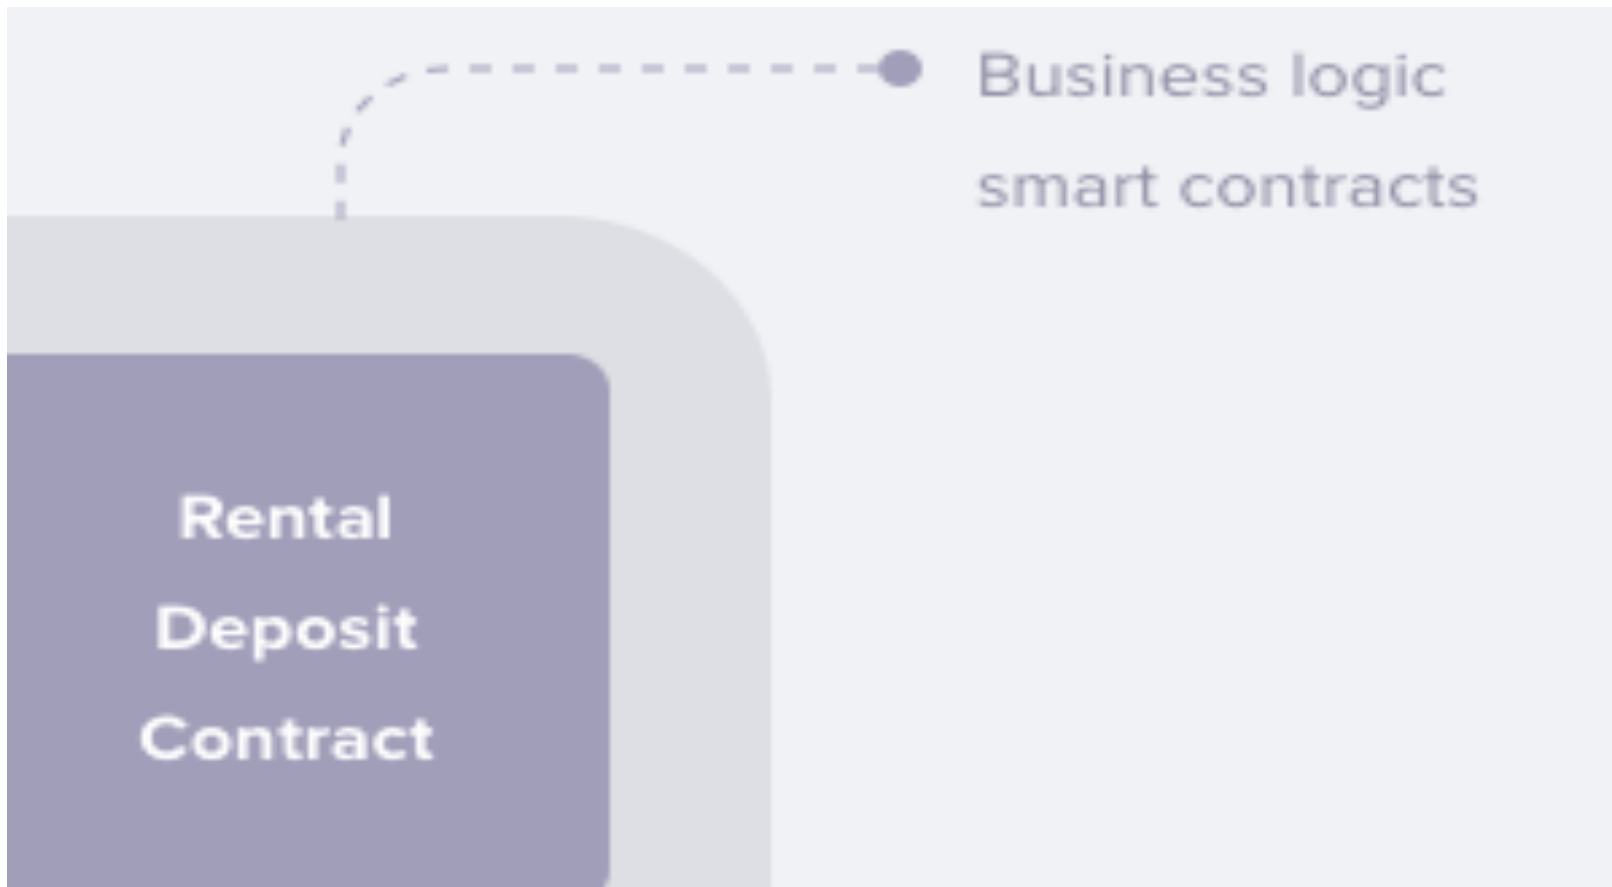 Business logic
smart contracts
Rental
Deposit
Contract